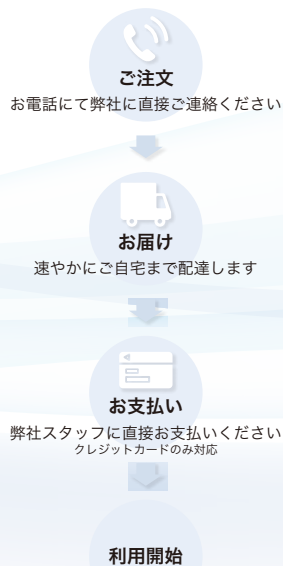 ご注文
お電話にて弊社に直接ご連絡ください
お届け
速やかにご自宅まで配達します
お支払い
弊社スタッフに直接お支払いください
クレジットカードのみ対応
利用開始